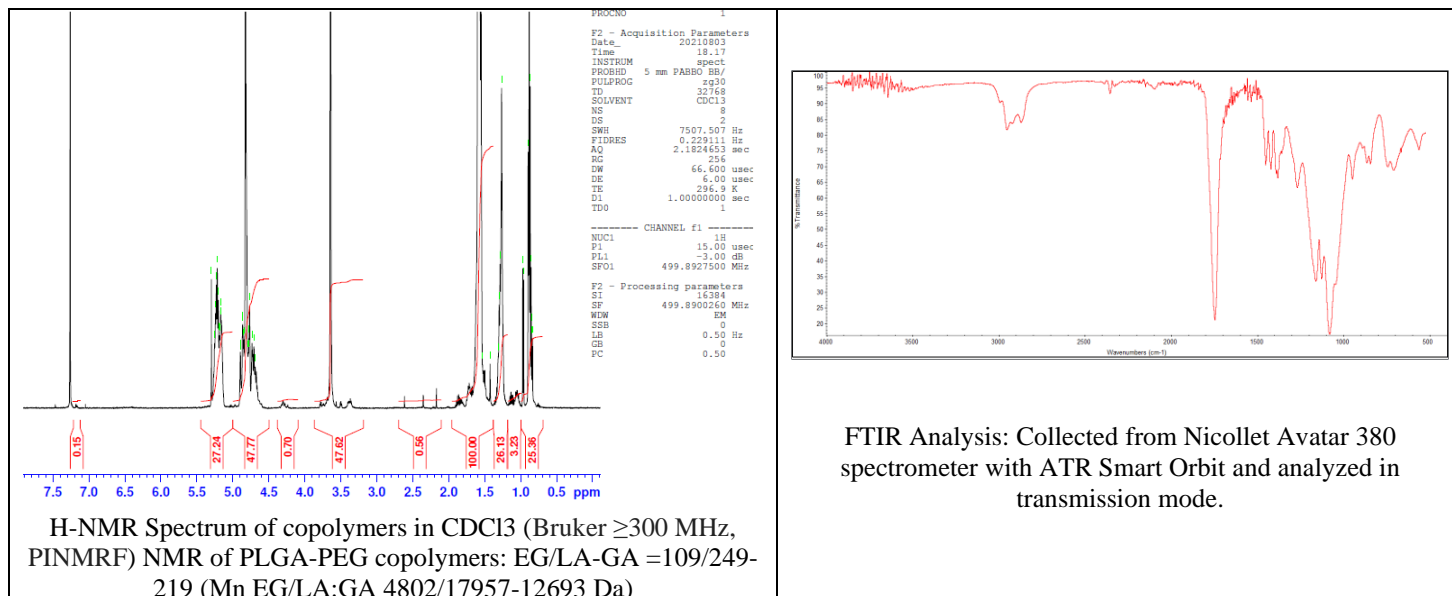 PROCNO 1
F2 - Acquisition Parameters
Date_ 20210803
Time 18.17
INSTRUM spect
PROBHD 5 mm PABBO BB/
PULPROG zg30
TD 32768
SOLVENT CDCl3
NS 8
DS 2
SWH 7507.507 Hz
FIDRES 0.229111 Hz
AQ 2.1824653 sec
RG 256
DW 66.600 usec
DE 6.00 usec
TE 296.9 K
D1 1.00000000 sec
TD0 1
-------- CHANNEL f1 --------
NUC1 1H
P1 15.00 usec
PL1 -3.00 dB
SFO1 499.8927500 MHz
F2 - Processing parameters
SI 16384
SF 499.8900260 MHz
WDW EM
SSB 0
LB 0.50 Hz
GB 0
PC 0.50
0.15 27.24 47.77 0.70 47.62 0.56 100.00 26.13 3.23 25.36
7.5 7.0 6.5 6.0 5.5 5.0 4.5 4.0 3.5 3.0 2.5 2.0 1.5 1.0 0.5 ppm
H-NMR Spectrum of copolymers in CDCl3 (Bruker ≥300 MHz,
PINMRF) NMR of PLGA-PEG copolymers: EG/LA-GA =109/249-
219 (Mn EG/LA:GA 4802/17957-12693 Da)
100
95
90
85
80
75
70
65
60
55
50
45
40
35
30
25
20
%Transmittance
4000 3000 2000 1500 1000 500
Wavenumbers (cm-1)
FTIR Analysis: Collected from Nicollet Avatar 380
spectrometer with ATR Smart Orbit and analyzed in
transmission mode.